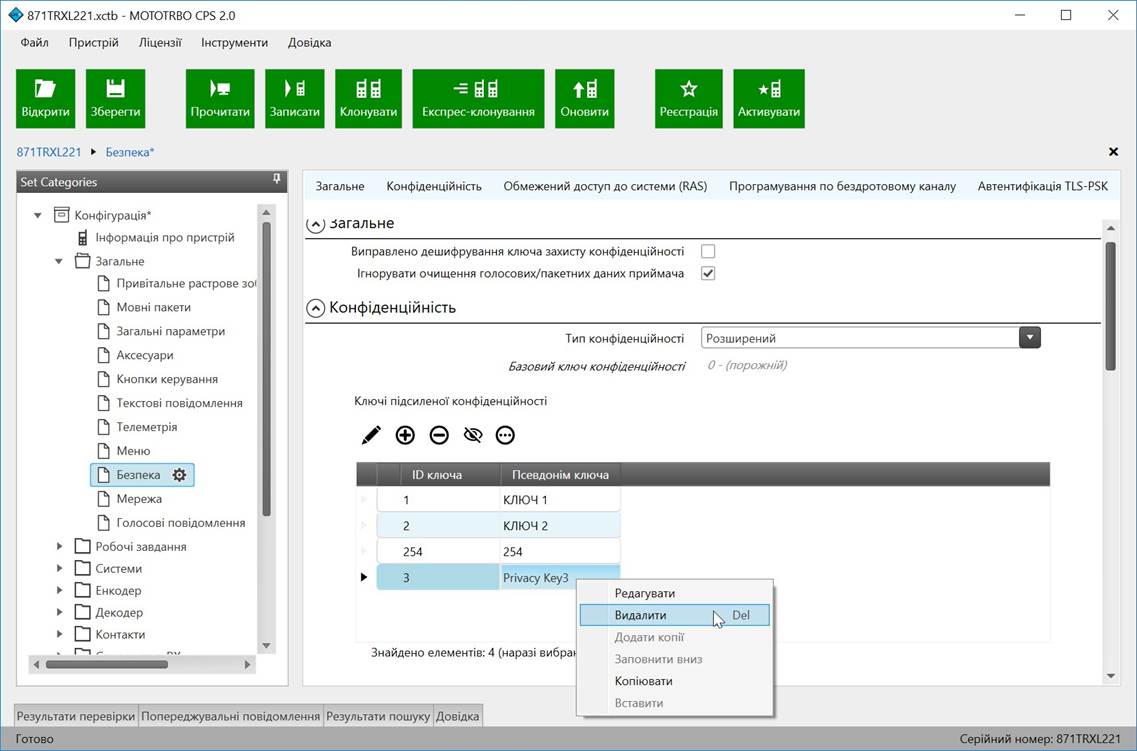 871TRXL221.xctb - MOTOTRBO CPS 2.0
Файл Пристрій Ліцензії Інструменти Довідка
Відкрити Зберегти Прочитати Записати Клонувати Експрес-клонування Оновити Реєстрація Активувати
871TRXL221 Безпека*
Set Categories
Конфігурація*
Інформація про пристрій
Загальне
Привітальне растрове зоб
Мовні пакети
Загальні параметри
Аксесуари
Кнопки керування
Текстові повідомлення
Телеметрія
Меню
Безпека
Мережа
Голосові повідомлення
Робочі завдання
Системи
Енкодер
Декодер
Контакти
Загальне Конфіденційність Обмежений доступ до системи (RAS) Програмування по бездротовому каналу Автентифікація TLS-PSK
Загальне
Виправлено дешифрування ключа захисту конфіденційності
Ігнорувати очищення голосових/пакетних даних приймача
Конфіденційність
Тип конфіденційності Розширений
Базовий ключ конфіденційності 0 - (порожній)
Ключі підсиленої конфіденційності
ID ключа Псевдонім ключа
1 КЛЮЧ 1
2 КЛЮЧ 2
254 254
3 Privacy Key3
Редагувати
Видалити Del
Додати копії
Заповнити вниз
Копіювати
Вставити
Знайдено елементів: 4 (наразі вибран
Результати перевірки Попереджувальні повідомлення Результати пошуку Довідка
Готово Серійний номер: 871TRXL221